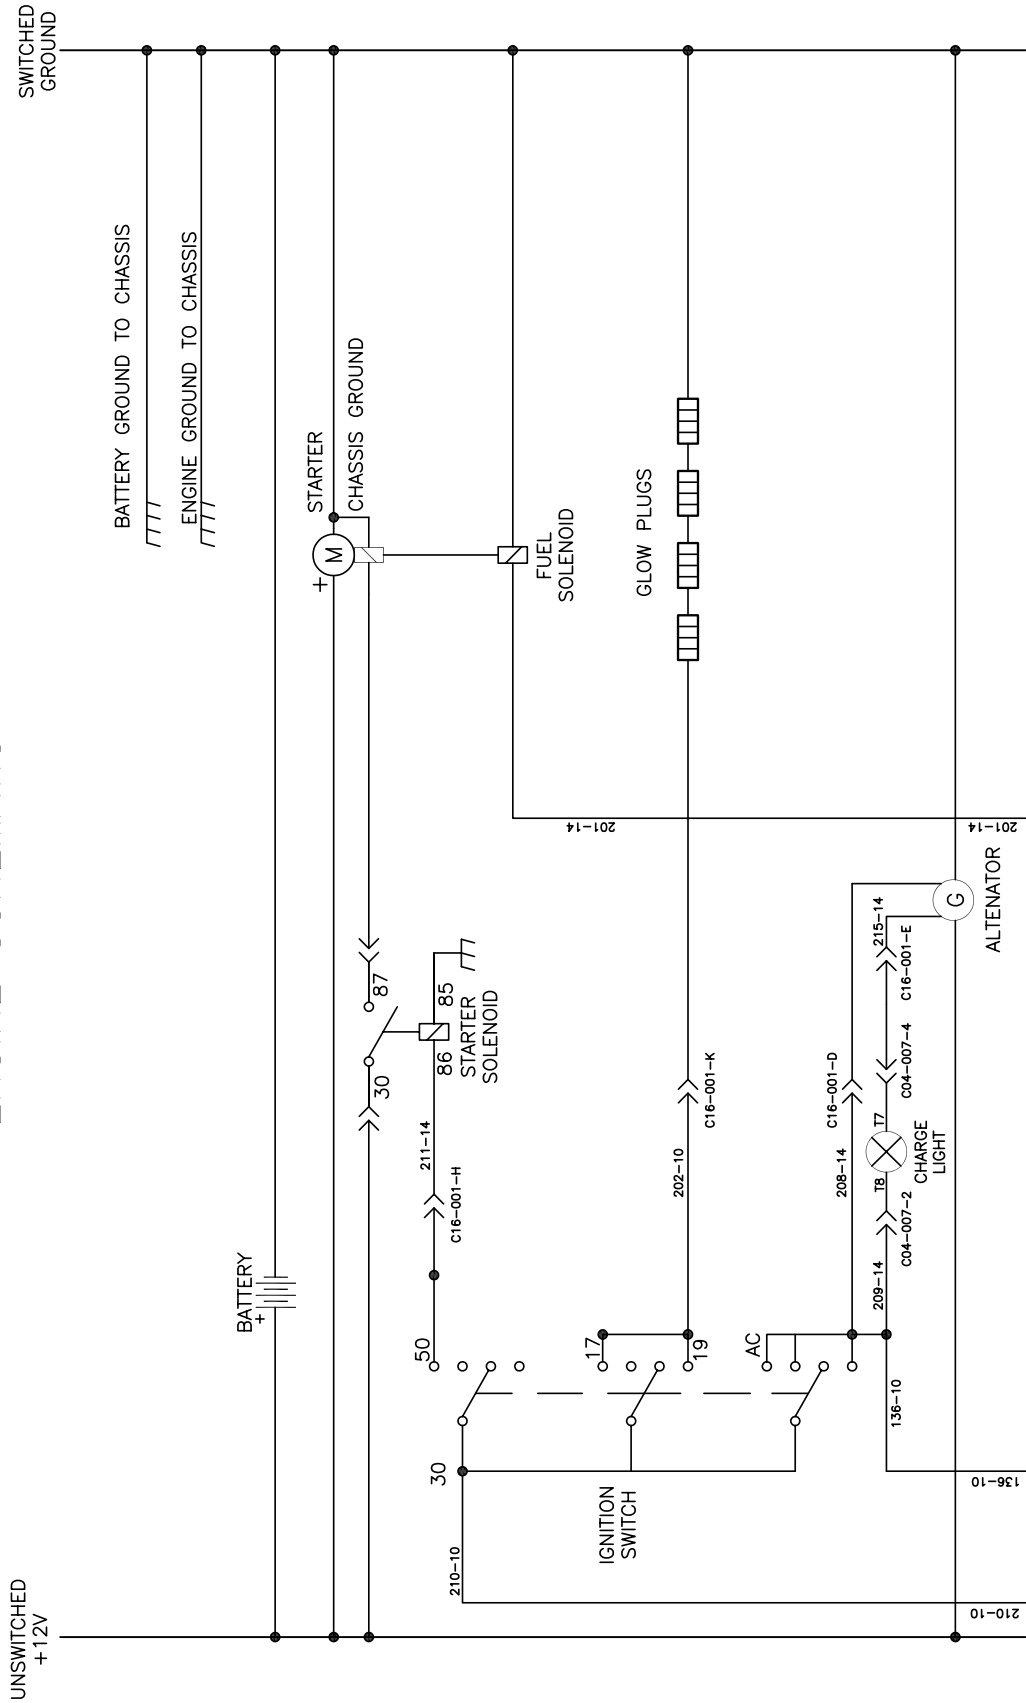 SWITCHED
GROUND
BATTERY GROUND TO CHASSIS
ENGINE GROUND TO CHASSIS
STARTER
CHASSIS GROUND
+
M
FUEL
SOLENOID
GLOW PLUGS
201-14
201-14
ALTENATOR
G
215-14
C16-001-E
C04-007-4
T7
CHARGE
LIGHT
T8
C04-007-2
209-14
C16-001-D
208-14
C16-001-K
202-10
87
30
85
86
STARTER
SOLENOID
211-14
C16-001-H
BATTERY
+
50
17
19
AC
30
IGNITION
SWITCH
136-10
136-10
210-10
210-10
UNSWITCHED
+12V